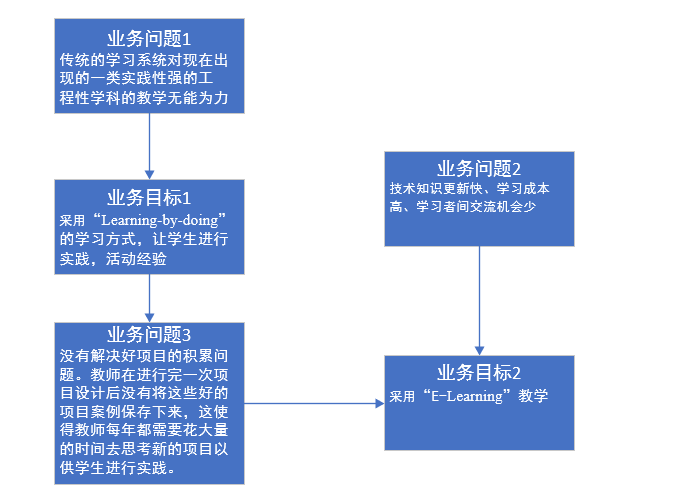 业务问题1
传统的学习系统对现在出
现的一类实践性强的工
程性学科的教学无能为力
业务目标1
采用“Learning-by-doing”
的学习方式，让学生进行
实践，活动经验
业务问题3
没有解决好项目的积累问
题。教师在进行完一次项
目设计后没有将这些好的
项目案例保存下来，这使
得教师每年都需要花大量
的时间去思考新的项目以
供学生进行实践。
业务问题2
技术知识更新快、学习成本
高、学习者间交流机会少
业务目标2
采用“E-Learning”教学